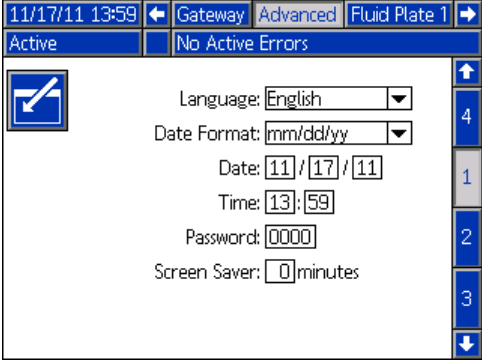 11/17/11 13:59 Gateway Advanced Fluid Plate 1
Active No Active Errors
Language: English
Date Format: mm/dd/yy
Date: 11 / 17 / 11
Time: 13 : 59
Password: 0000
Screen Saver: 0 minutes
4
1
2
3